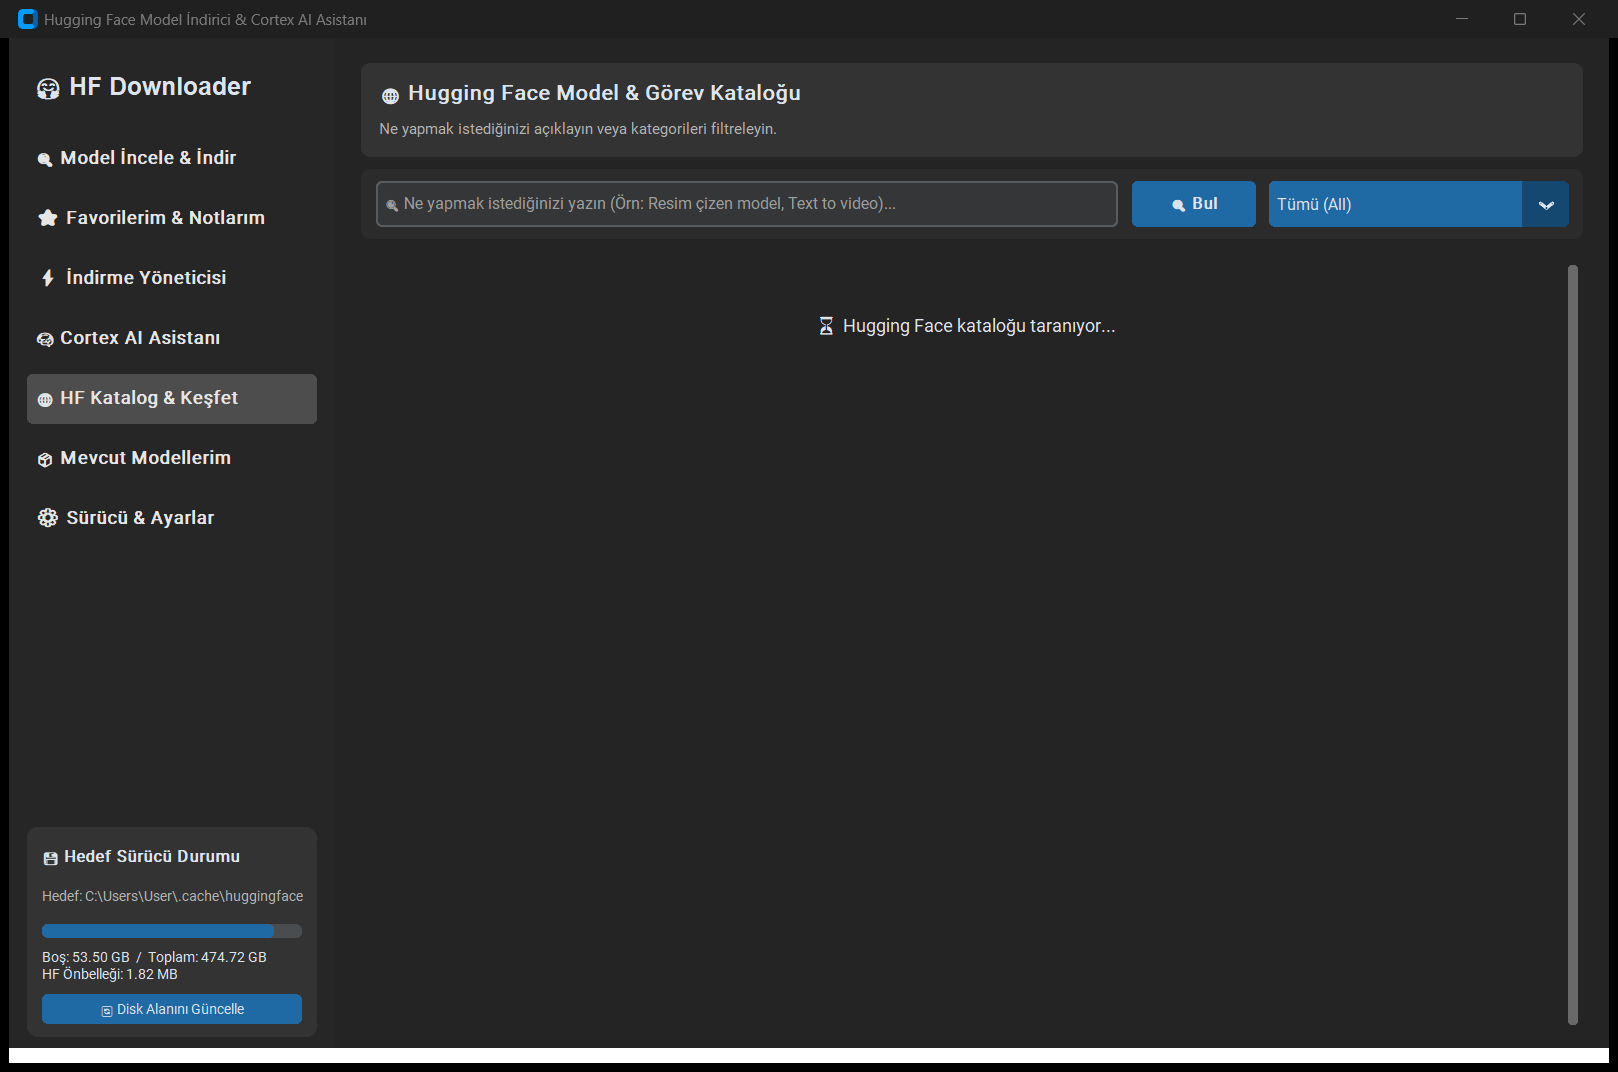 Hugging Face Model İndirici & Cortex AI Asistanı
HF Downloader
Model İncele & İndir
Favorilerim & Notlarım
İndirme Yöneticisi
Cortex AI Asistanı
HF Katalog & Keşfet
Mevcut Modellerim
Sürücü & Ayarlar
Hedef Sürücü Durumu
Hedef: C:\Users\User\.cache\huggingface
Boş: 53.50 GB / Toplam: 474.72 GB
HF Önbelleği: 1.82 MB
Disk Alanını Güncelle
Hugging Face Model & Görev Kataloğu
Ne yapmak istediğinizi açıklayın veya kategorileri filtreleyin.
Ne yapmak istediğinizi yazın (Örn: Resim çizen model, Text to video)...
Bul
Tümü (All)
Hugging Face kataloğu taranıyor...